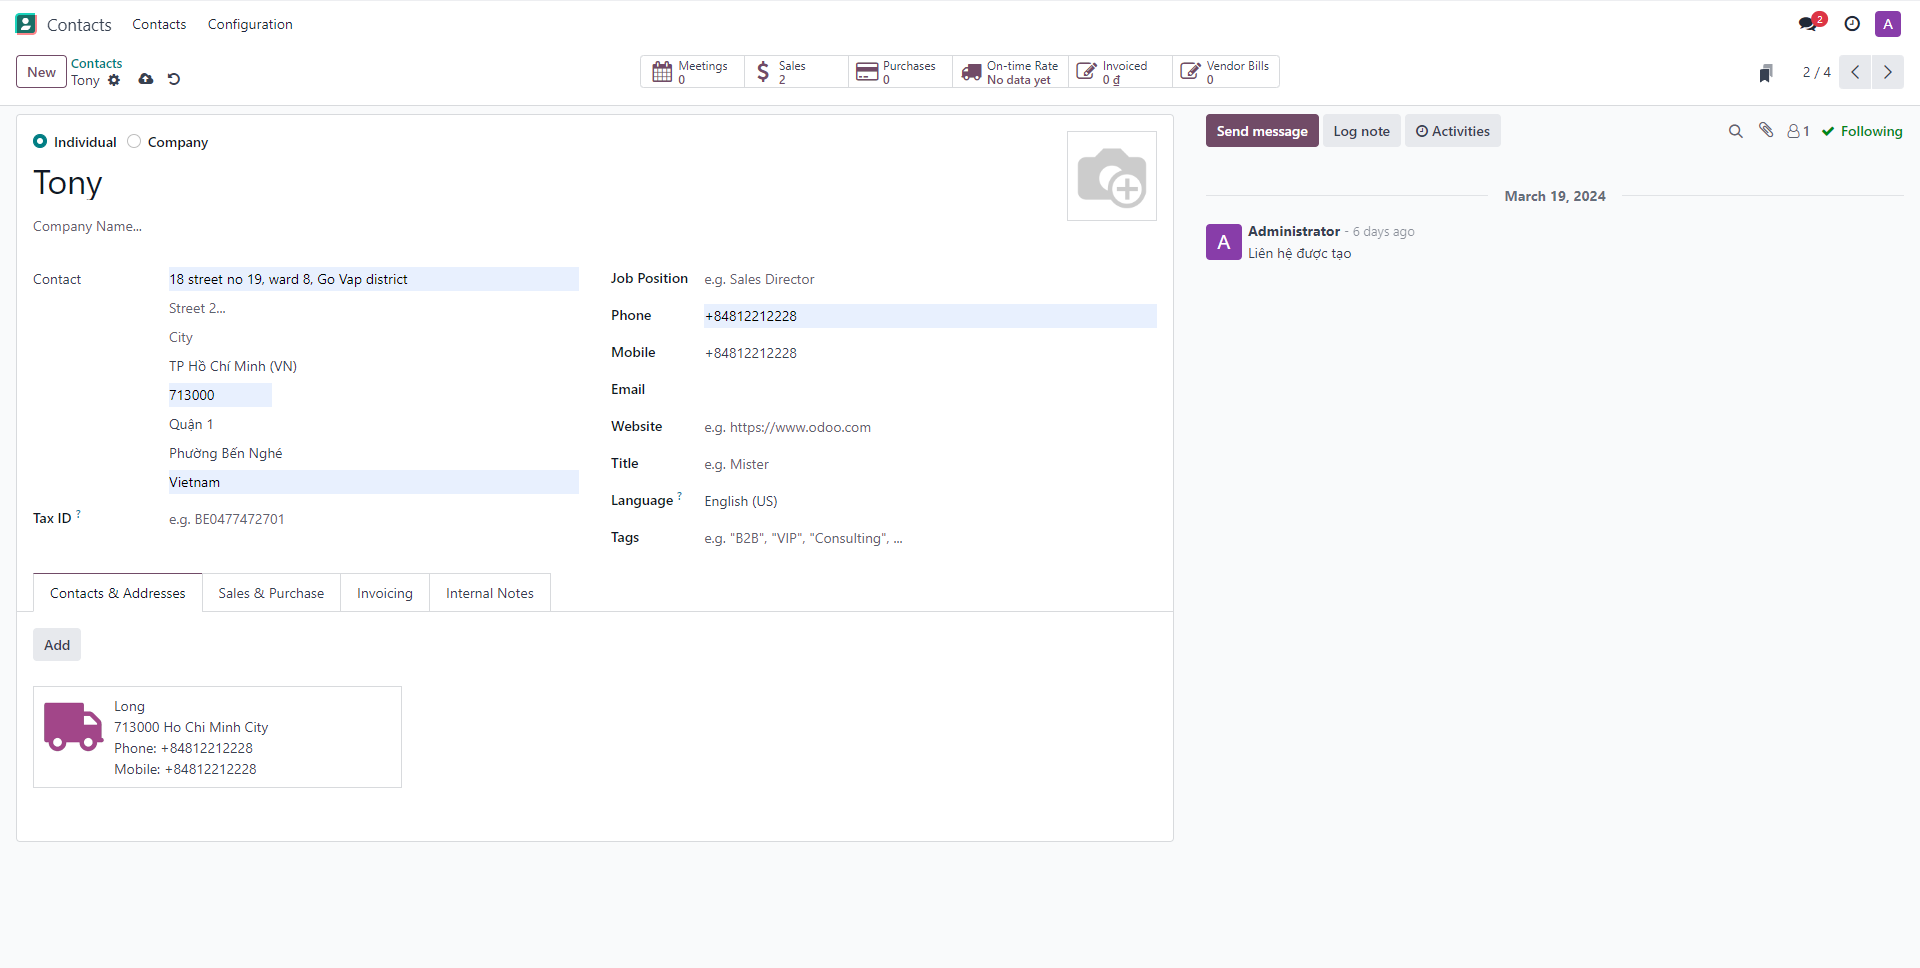 Contacts Contacts Configuration 2 A
New Contacts
Tony
Meetings 0
Sales 2
Purchases 0
On-time Rate No data yet
Invoiced 0 ₫
Vendor Bills 0
2 / 4
Individual Company
Tony
Company Name...
Contact 18 street no 19, ward 8, Go Vap district
Street 2...
City
TP Hồ Chí Minh (VN)
713000
Quận 1
Phường Bến Nghé
Vietnam
Tax ID ? e.g. BE0477472701
Job Position e.g. Sales Director
Phone +84812212228
Mobile +84812212228
Email
Website e.g. https://www.odoo.com
Title e.g. Mister
Language ? English (US)
Tags e.g. "B2B", "VIP", "Consulting", ...
Contacts & Addresses Sales & Purchase Invoicing Internal Notes
Add
Long
713000 Ho Chi Minh City
Phone: +84812212228
Mobile: +84812212228
Send message Log note Activities 1 Following
March 19, 2024
A Administrator - 6 days ago
Liên hệ được tạo